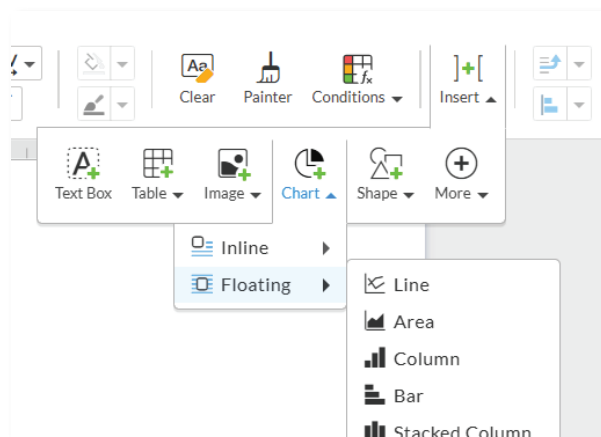 Clear Painter Conditions Insert
Text Box Table Image Chart Shape More
Inline
Floating
Line
Area
Column
Bar
Stacked Column